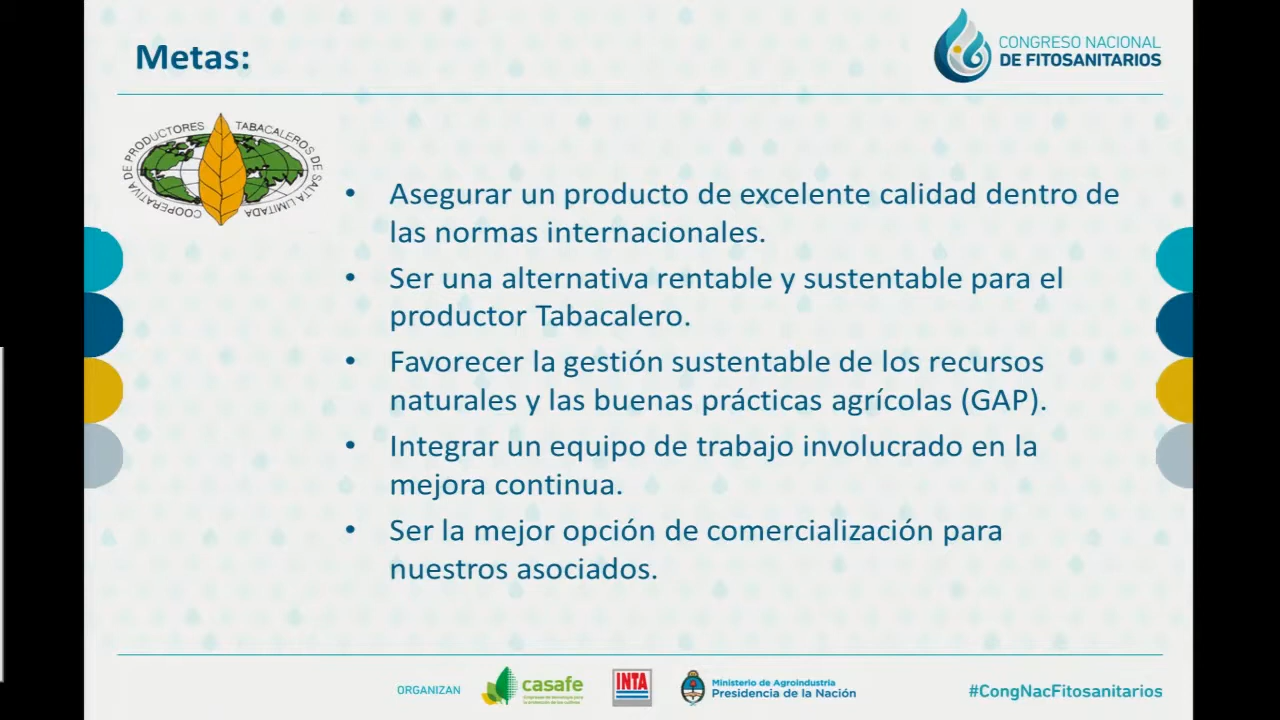 Metas:
CONGRESO NACIONAL
DE FITOSANITARIOS
COOPERATIVA DE PRODUCTORES TABACALEROS DE SALTA LIMITADA
• Asegurar un producto de excelente calidad dentro de
las normas internacionales.
• Ser una alternativa rentable y sustentable para el
productor Tabacalero.
• Favorecer la gestión sustentable de los recursos
naturales y las buenas prácticas agrícolas (GAP).
• Integrar un equipo de trabajo involucrado en la
mejora continua.
• Ser la mejor opción de comercialización para
nuestros asociados.
ORGANIZAN
casafe
INTA
Ministerio de Agroindustria
Presidencia de la Nación
#CongNacFitosanitarios